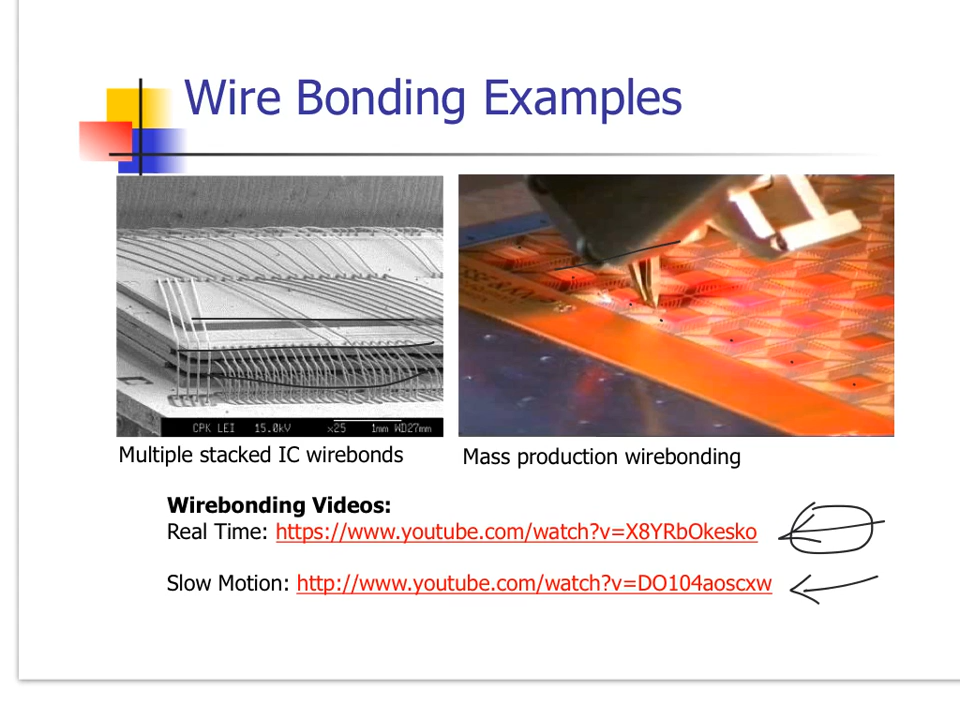 Wire Bonding Examples
CPK LEI 15.0kV x25 1mm WD27mm
Multiple stacked IC wirebonds
Mass production wirebonding
Wirebonding Videos:
Real Time: https://www.youtube.com/watch?v=X8YRbOkesko
Slow Motion: http://www.youtube.com/watch?v=DO104aoscxw